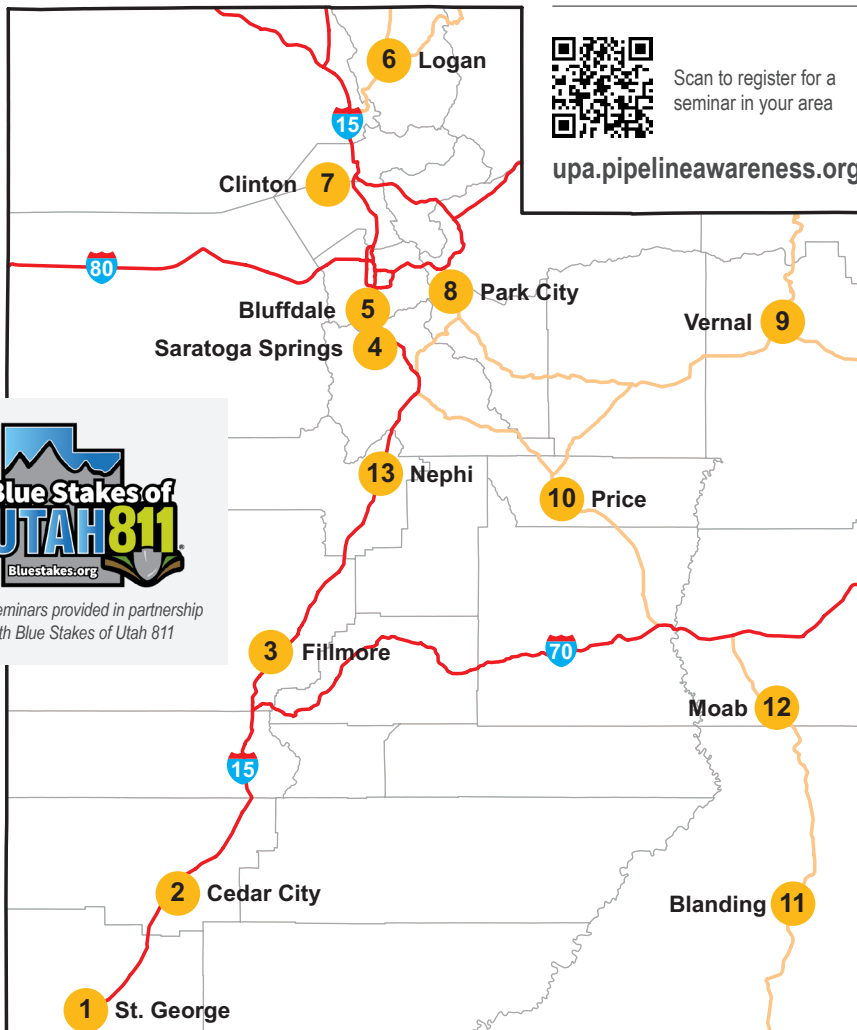 Scan to register for a
seminar in your area
upa.pipelineawareness.org
6 Logan
15
Clinton 7
80
8 Park City
Bluffdale 5
Vernal 9
Saratoga Springs 4
13 Nephi
10 Price
Blue Stakes of
UTAH 811
Bluestakes.org
®
eminars provided in partnership
th Blue Stakes of Utah 811
3 Fillmore
70
Moab 12
15
2 Cedar City
Blanding 11
1 St. George